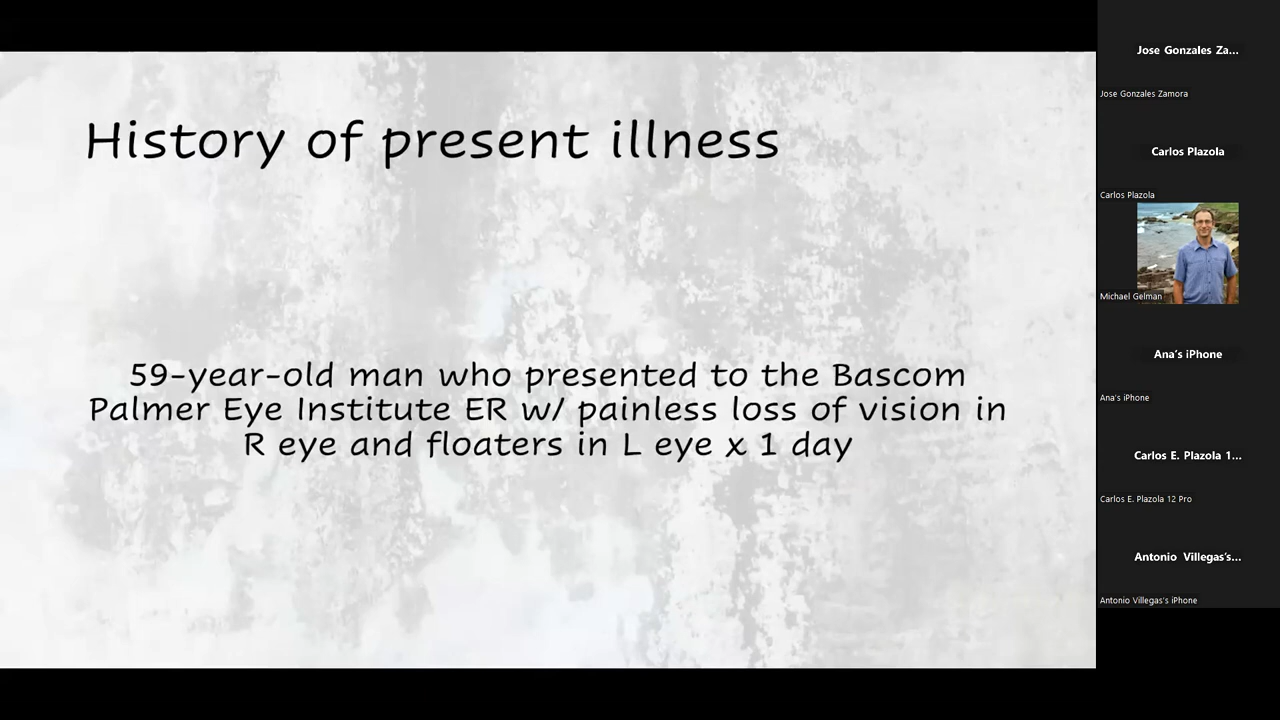 History of present illness
59-year-old man who presented to the Bascom
Palmer Eye Institute ER w/ painless loss of vision in
R eye and floaters in L eye x 1 day
Jose Gonzales Za...
Jose Gonzales Zamora
Carlos Plazola
Carlos Plazola
Michael Gelman
Ana's iPhone
Ana's iPhone
Carlos E. Plazola 1...
Carlos E. Plazola 12 Pro
Antonio Villegas's...
Antonio Villegas's iPhone